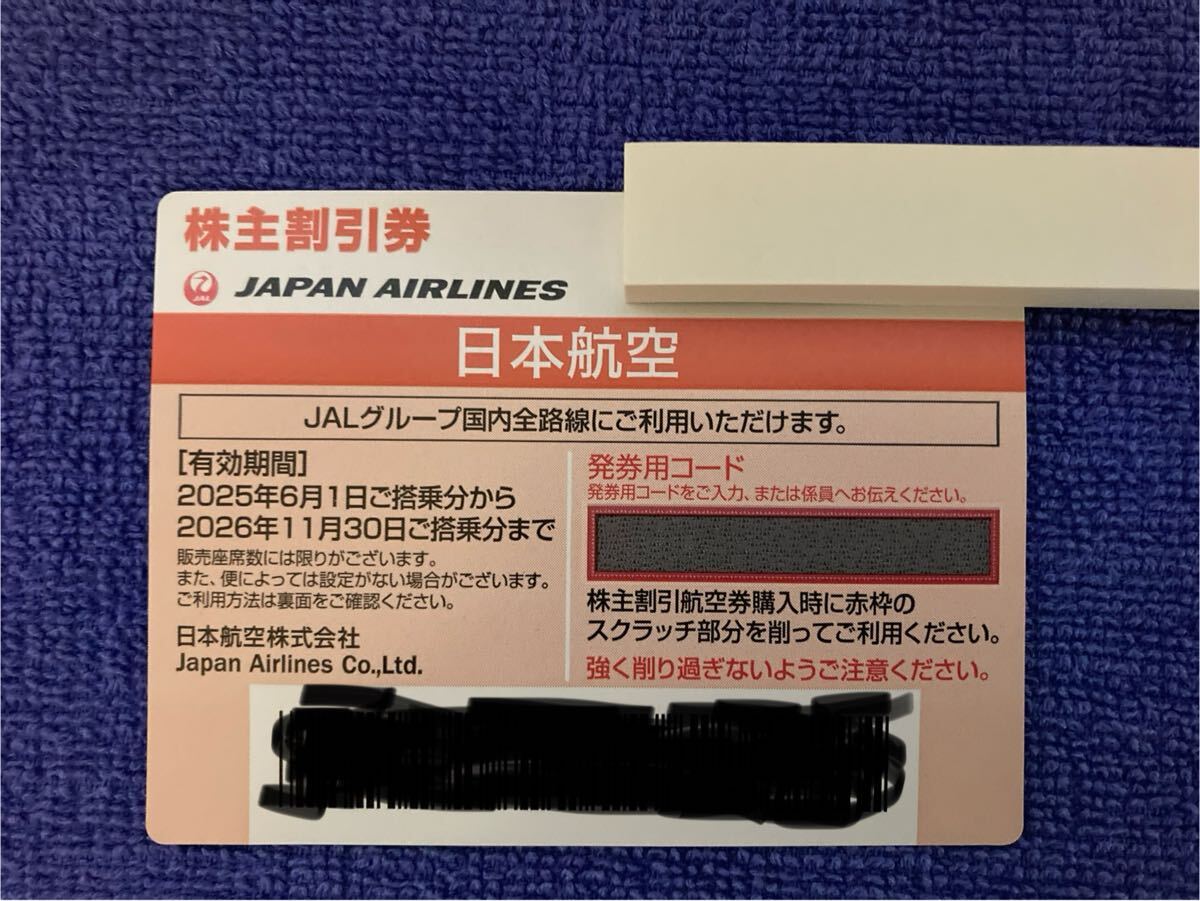 株主割引券
JAL JAPAN AIRLINES
日本航空
JALグループ国内全路線にご利用いただけます。
[有効期間]
2025年6月1日ご搭乗分から
2026年11月30日ご搭乗分まで
販売座席数には限りがございます。
また、便によっては設定がない場合がございます。
ご利用方法は裏面をご確認ください。
日本航空株式会社
Japan Airlines Co.,Ltd.
発券用コード
発券用コードをご入力、または係員へお伝えください。
株主割引航空券購入時に赤枠の
スクラッチ部分を削ってご利用ください。
強く削り過ぎないようご注意ください。